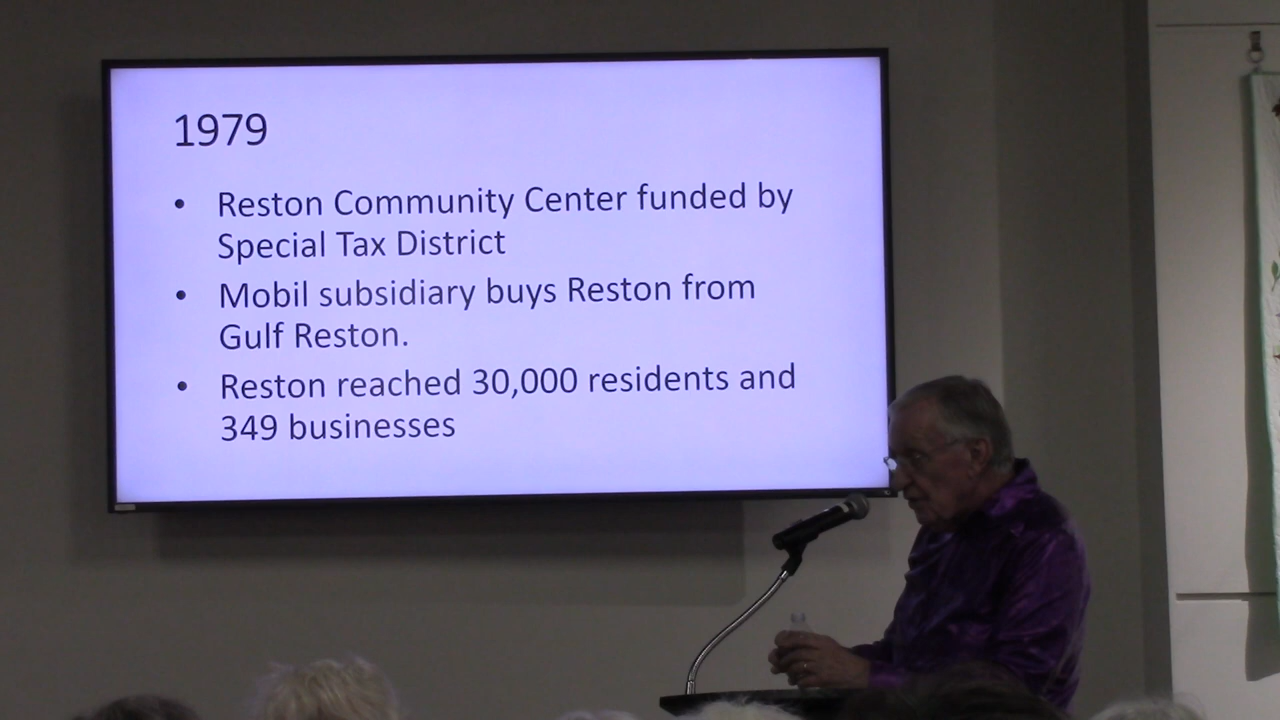 1979
• Reston Community Center funded by
Special Tax District
• Mobil subsidiary buys Reston from
Gulf Reston.
• Reston reached 30,000 residents and
349 businesses